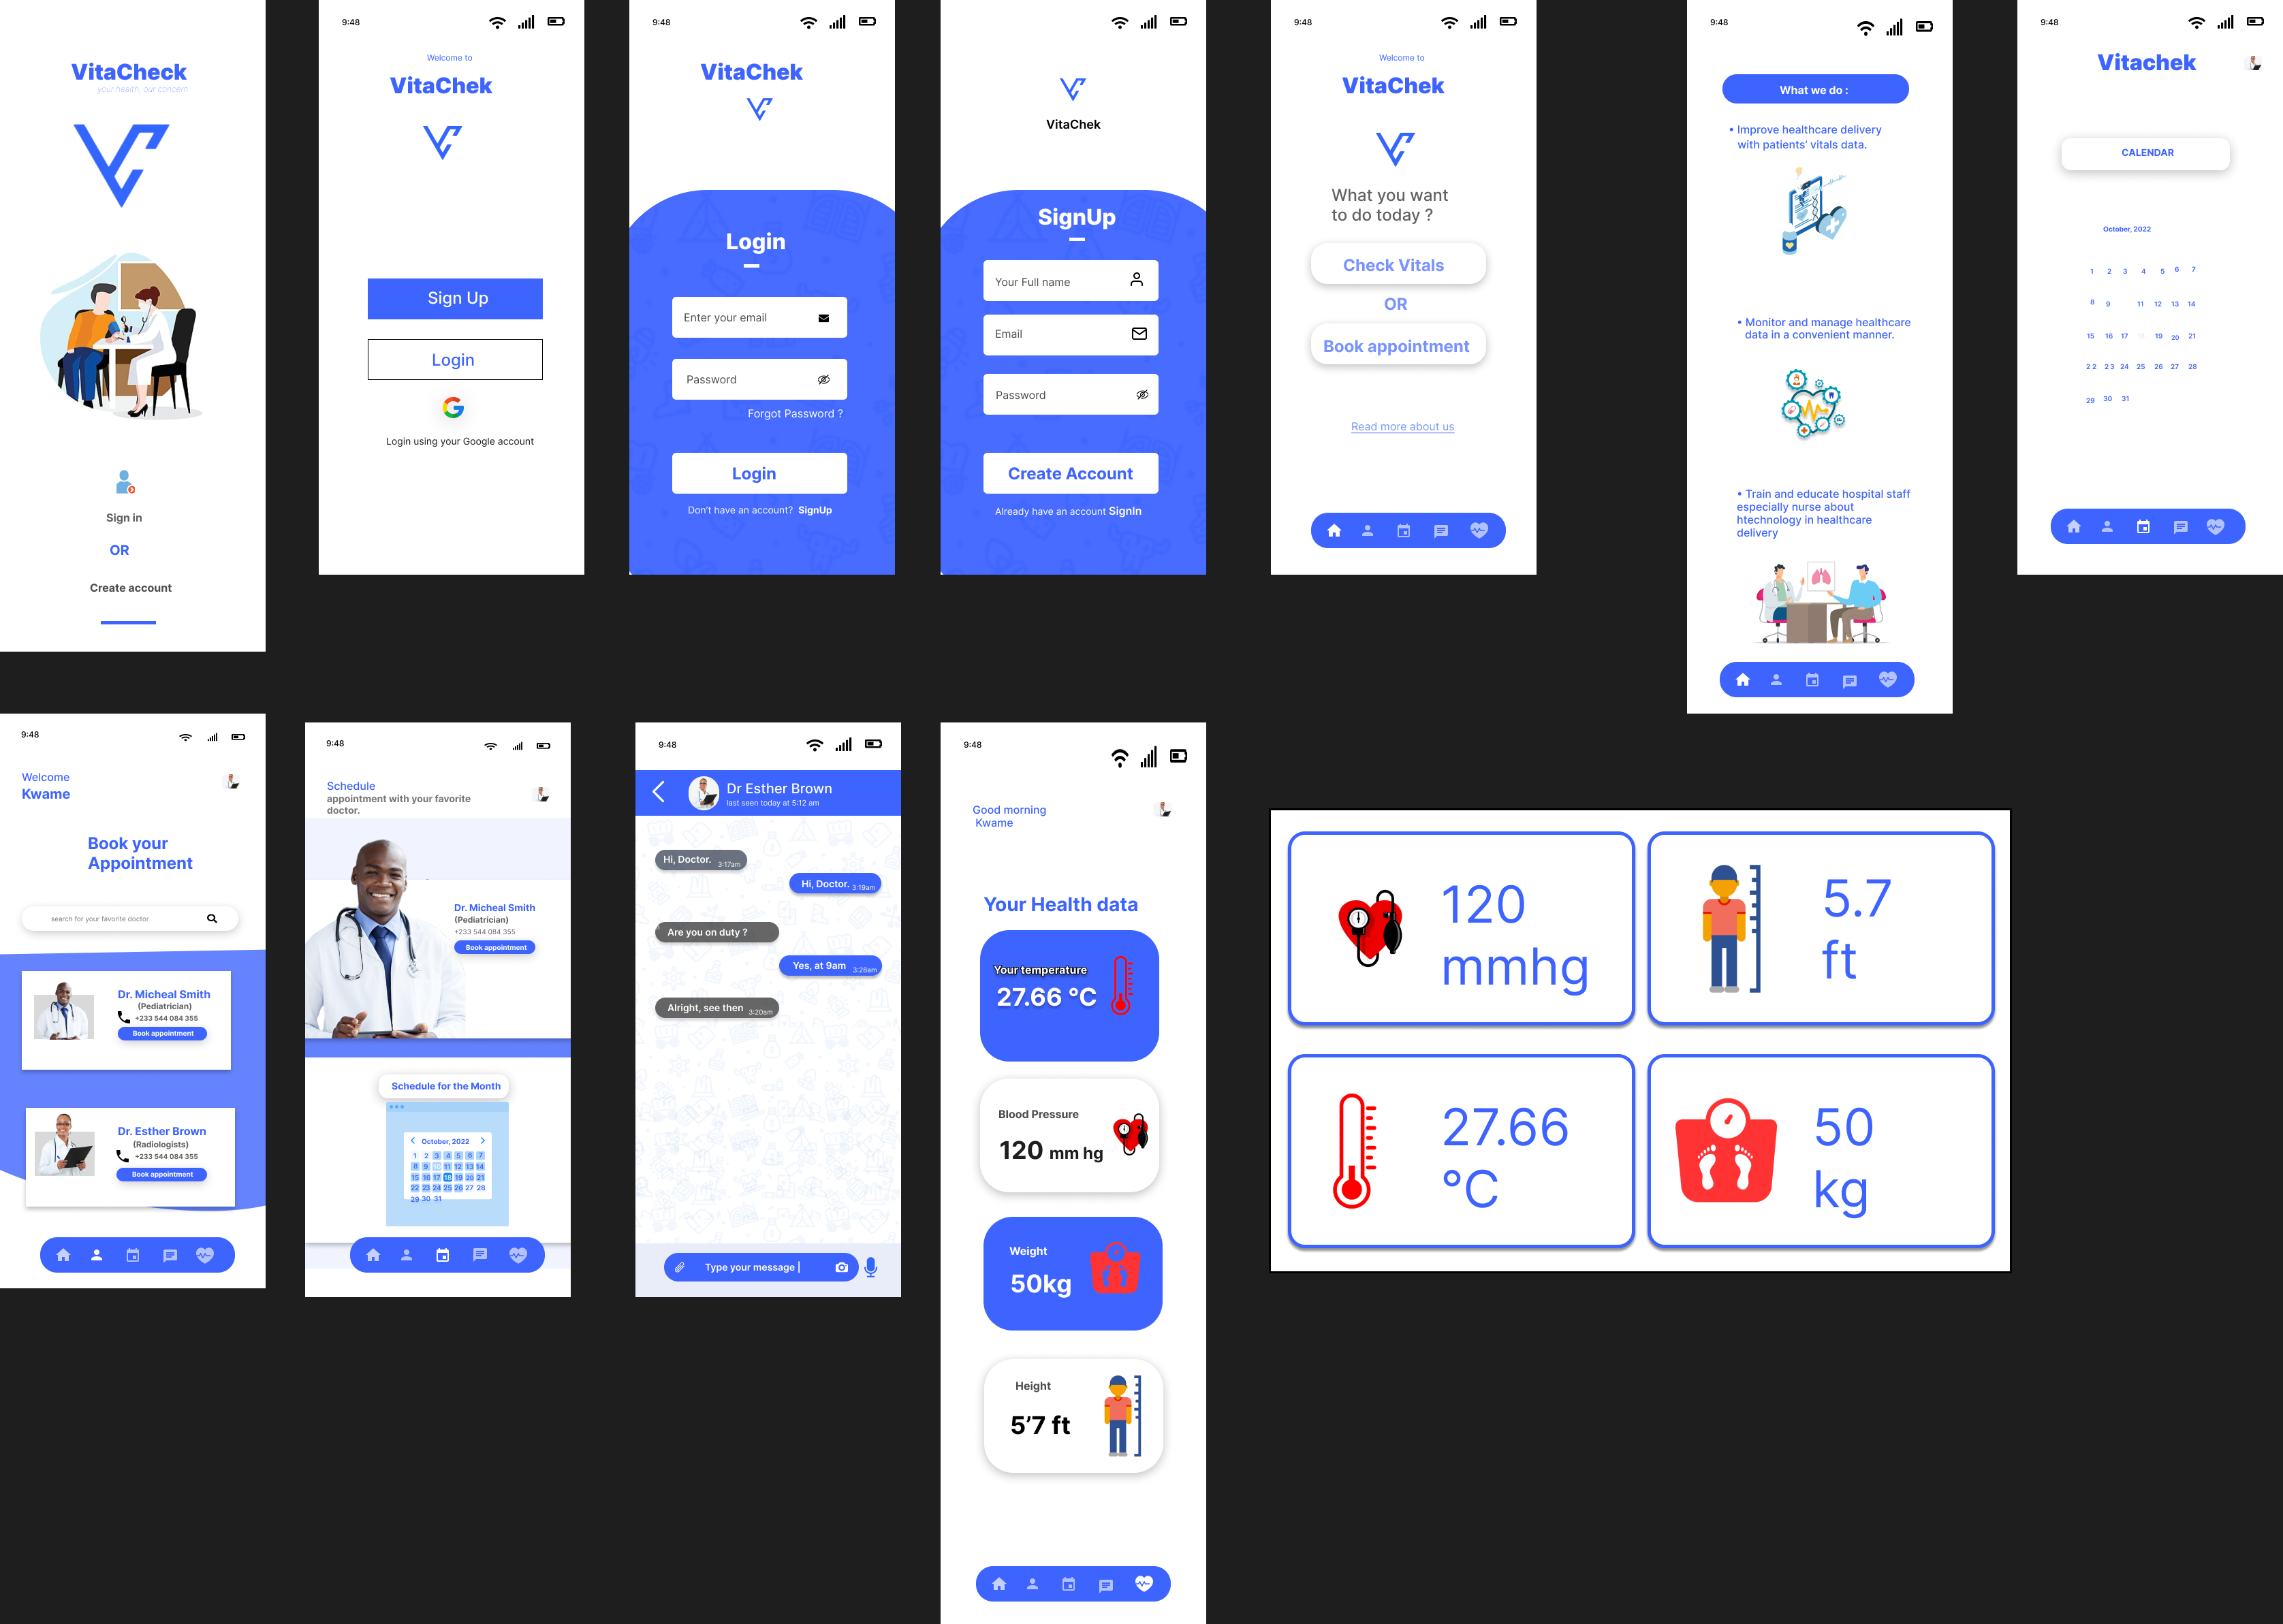 VitaCheck
your health, our concern
Sign in
OR
Create account
9:48
Welcome to
VitaChek
Sign Up
Login
Login using your Google account
9:48
VitaChek
Login
Enter your email
Password
Forgot Password ?
Login
Don't have an account? SignUp
VitaChek
SignUp
Your Full name
Email
Password
Create Account
Already have an account SignIn
9:48
Welcome to
VitaChek
What you want
to do today ?
Check Vitals
OR
Book appointment
Read more about us
9:48
What we do :
• Improve healthcare delivery
with patients' vitals data.
• Monitor and manage healthcare
data in a convenient manner.
• Train and educate hospital staff
especially nurse about
htechnology in healthcare
delivery
9:48
Vitachek
CALENDAR
October, 2022
1 2 3 4 5 6 7
8 9 11 12 13 14
15 16 17 19 20 21
22 23 24 25 26 27 28
29 30 31
9:48
Welcome
Kwame
Book your
Appointment
search for your favorite doctor
Dr. Micheal Smith
(Pediatrician)
+233 544 084 355
Book appointment
Dr. Esther Brown
(Radiologists)
+233 544 084 355
Book appointment
9:48
Schedule
appointment with your favorite
doctor.
Dr. Micheal Smith
(Pediatrician)
+233 544 084 355
Book appointment
Schedule for the Month
October, 2022
1 2 3 4 5 6 7
8 9 10 11 12 13 14
15 16 17 18 19 20 21
22 23 24 25 26 27 28
29 30 31
9:48
Dr Esther Brown
last seen today at 5:12 am
Hi, Doctor. 3:17am
Hi, Doctor. 3:19am
Are you on duty ?
Yes, at 9am 3:28am
Alright, see then 3:20am
Type your message |
9:48
Good morning
Kwame
Your Health data
Your temperature
27.66 °C
Blood Pressure
120 mm hg
Weight
50kg
Height
5'7 ft
120
mmhg
5.7
ft
27.66
°C
50
kg